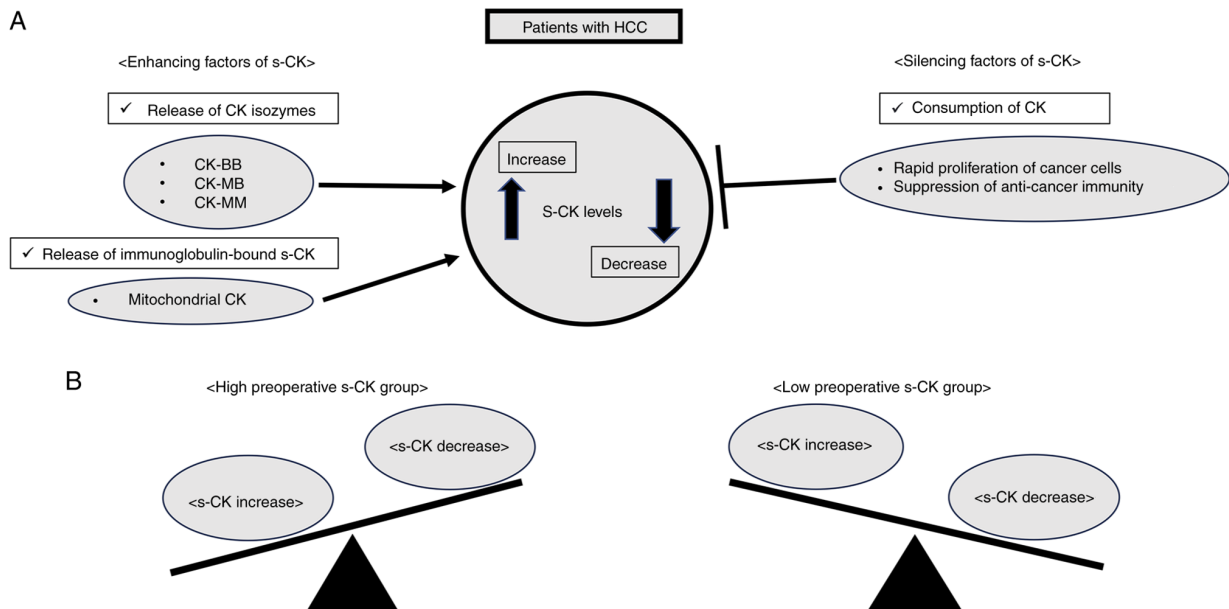 A
Patients with HCC
<Enhancing factors of s-CK>
✓ Release of CK isozymes
• CK-BB
• CK-MB
• CK-MM
✓ Release of immunoglobulin-bound s-CK
• Mitochondrial CK
Increase
S-CK levels
Decrease
<Silencing factors of s-CK>
✓ Consumption of CK
• Rapid proliferation of cancer cells
• Suppression of anti-cancer immunity
B
<High preoperative s-CK group>
<s-CK decrease>
<s-CK increase>
<Low preoperative s-CK group>
<s-CK increase>
<s-CK decrease>